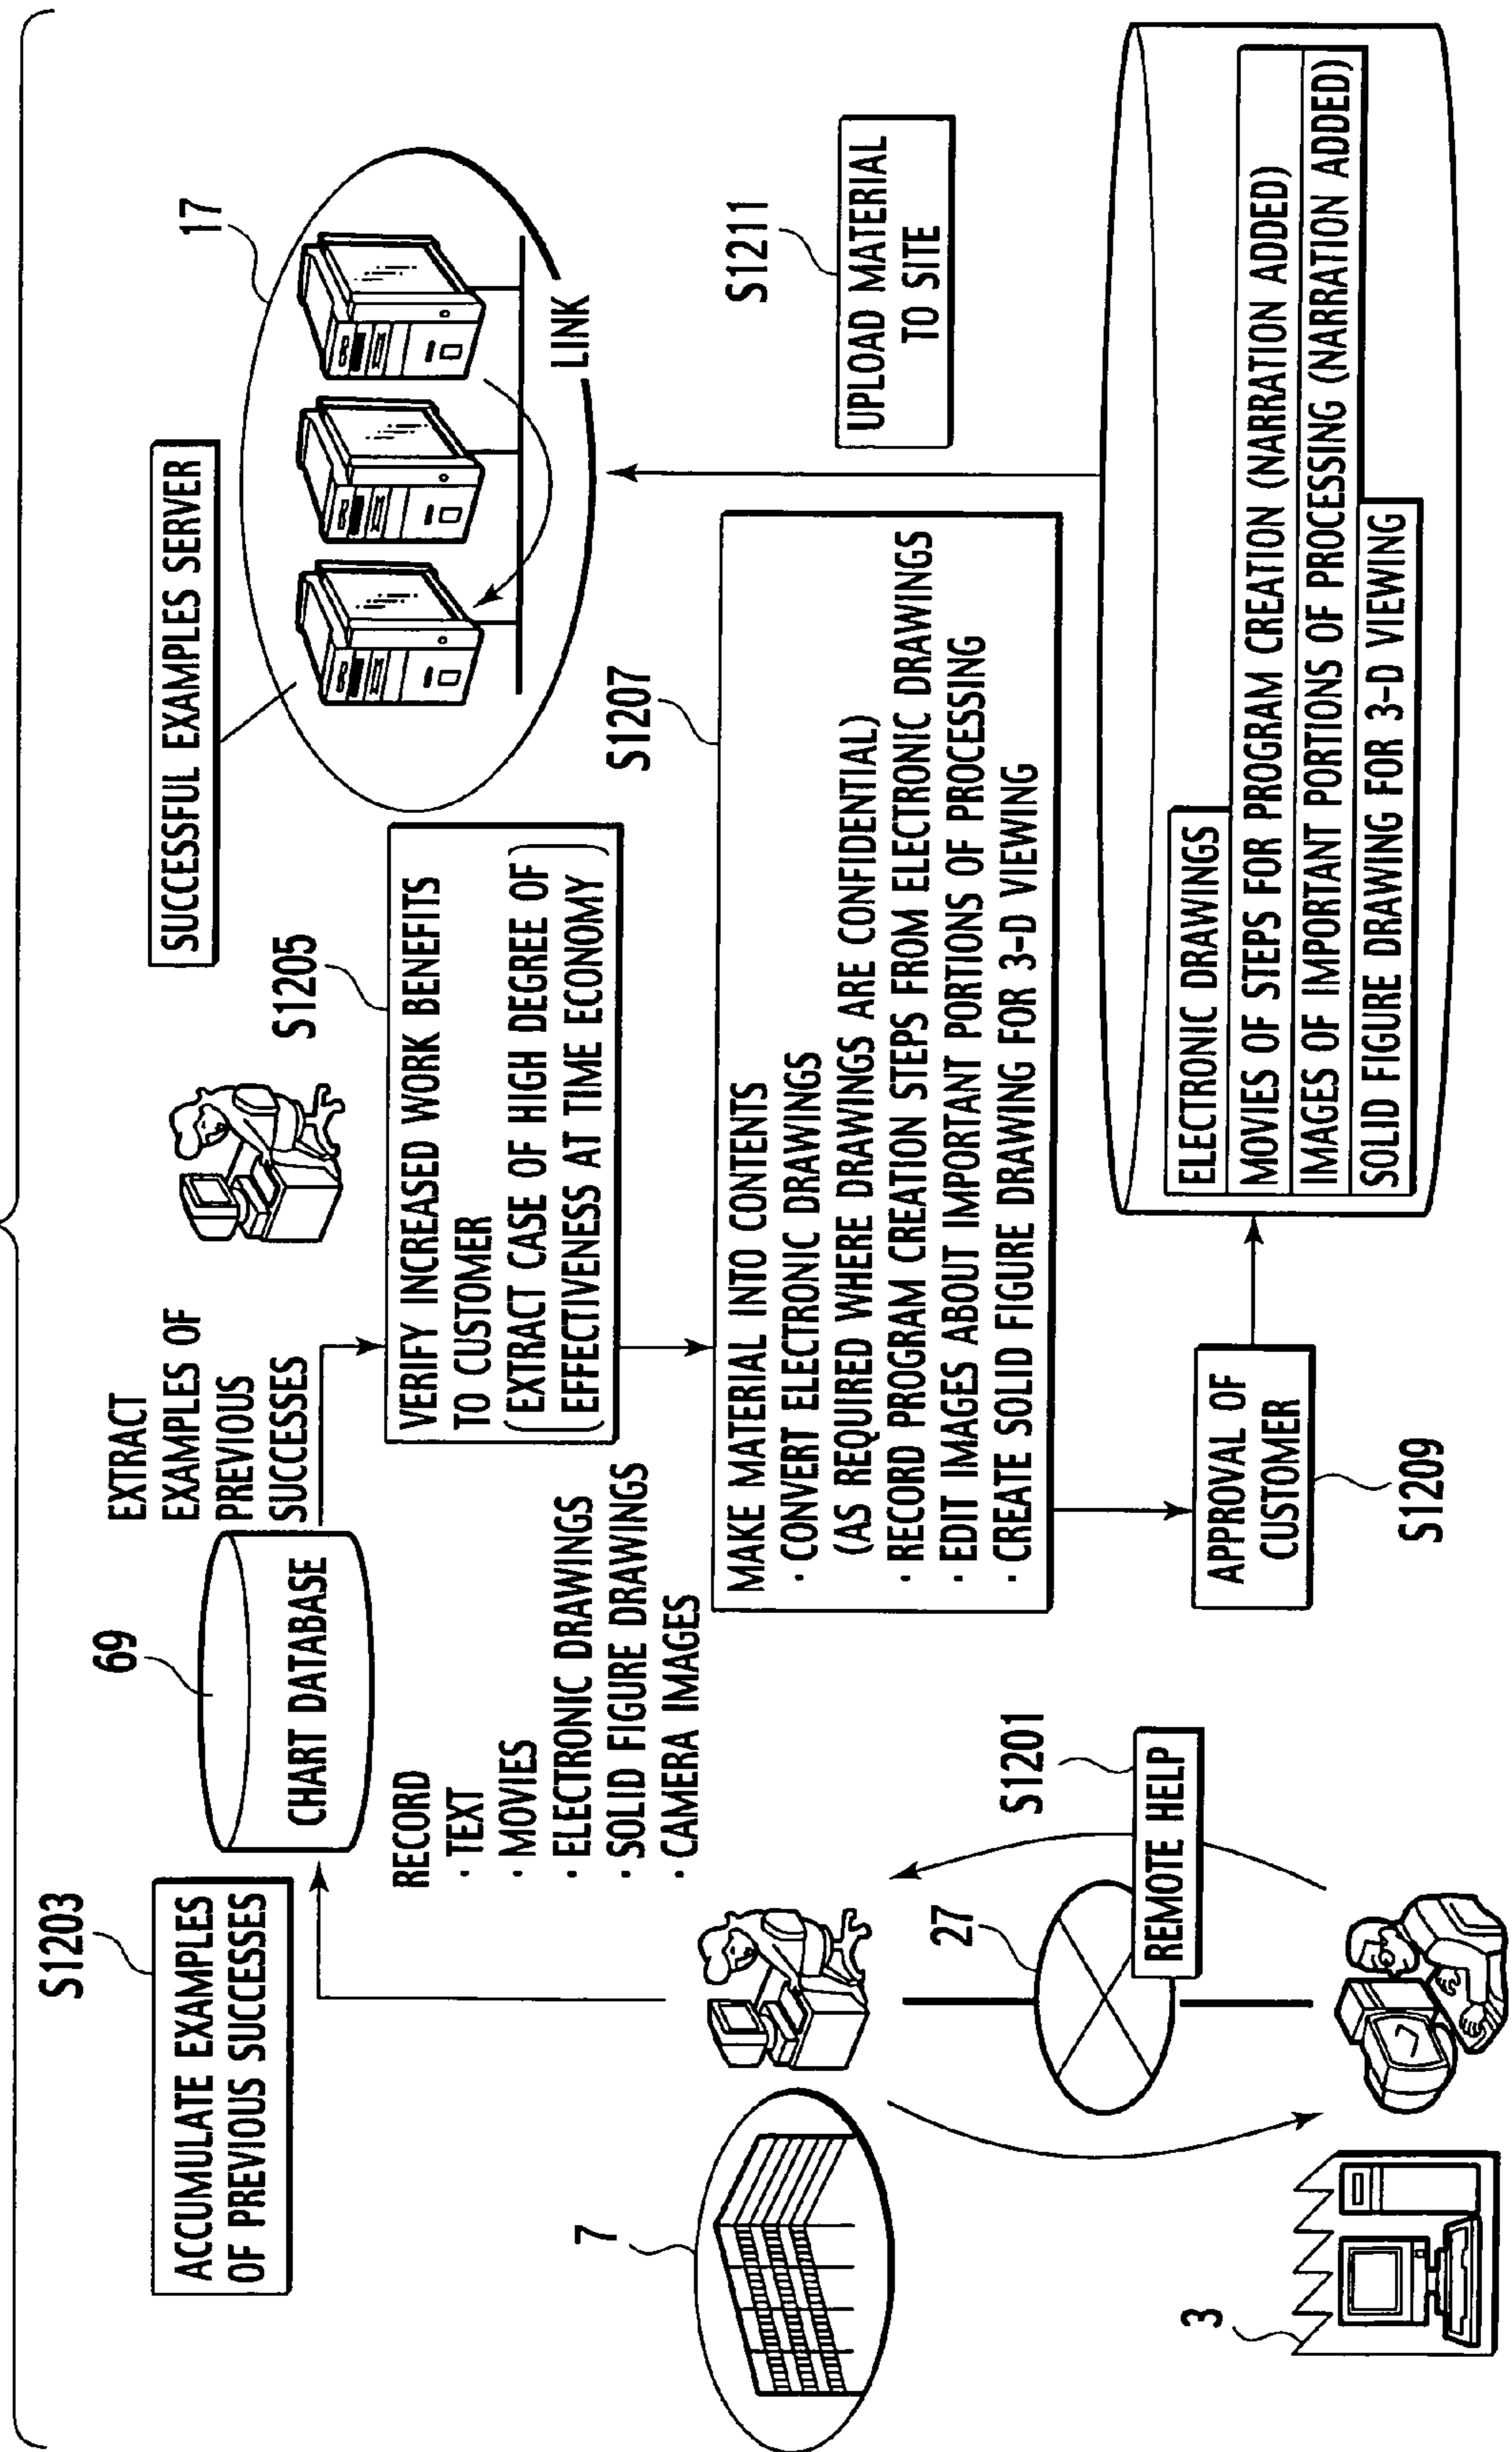 S1203
ACCUMULATE EXAMPLES
OF PREVIOUS SUCCESSES
69
CHART DATABASE
EXTRACT
EXAMPLES OF
PREVIOUS
SUCCESSES
RECORD
· TEXT
· MOVIES
· ELECTRONIC DRAWINGS
· SOLID FIGURE DRAWINGS
· CAMERA IMAGES
7
27
S1201
REMOTE HELP
3
S1205
VERIFY INCREASED WORK BENEFITS
TO CUSTOMER
(EXTRACT CASE OF HIGH DEGREE OF
EFFECTIVENESS AT TIME ECONOMY)
SUCCESSFUL EXAMPLES SERVER
17
LINK
S1207
MAKE MATERIAL INTO CONTENTS
· CONVERT ELECTRONIC DRAWINGS
(AS REQUIRED WHERE DRAWINGS ARE CONFIDENTIAL)
· RECORD PROGRAM CREATION STEPS FROM ELECTRONIC DRAWINGS
· EDIT IMAGES ABOUT IMPORTANT PORTIONS OF PROCESSING
· CREATE SOLID FIGURE DRAWING FOR 3-D VIEWING
S1211
UPLOAD MATERIAL
TO SITE
APPROVAL OF
CUSTOMER
S1209
ELECTRONIC DRAWINGS
MOVIES OF STEPS FOR PROGRAM CREATION (NARRATION ADDED)
IMAGES OF IMPORTANT PORTIONS OF PROCESSING (NARRATION ADDED)
SOLID FIGURE DRAWING FOR 3-D VIEWING